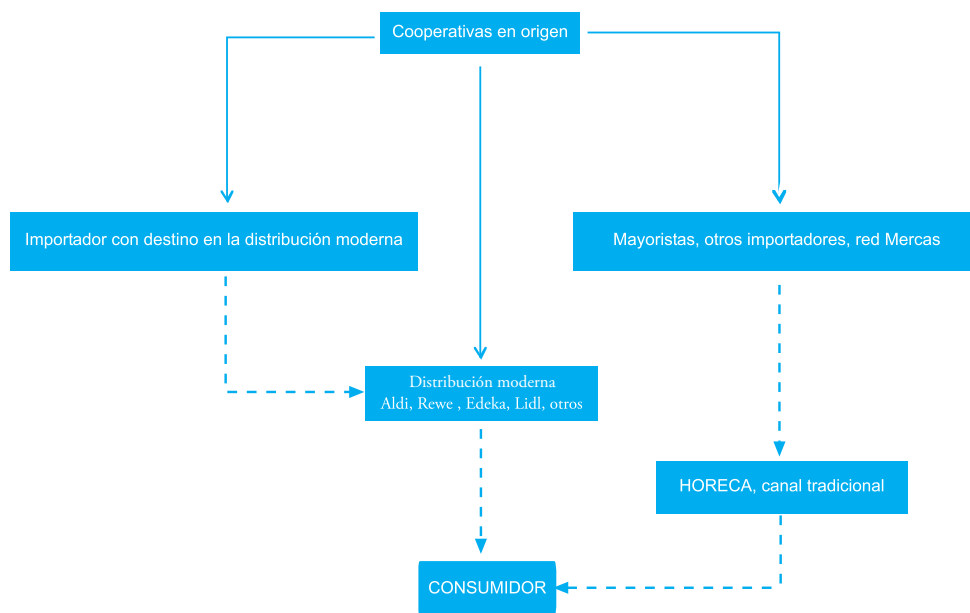 Cooperativas en origen
Importador con destino en la distribución moderna
Mayoristas, otros importadores, red Mercas
Distribución moderna
Aldi, Rewe , Edeka, Lidl, otros
HORECA, canal tradicional
CONSUMIDOR